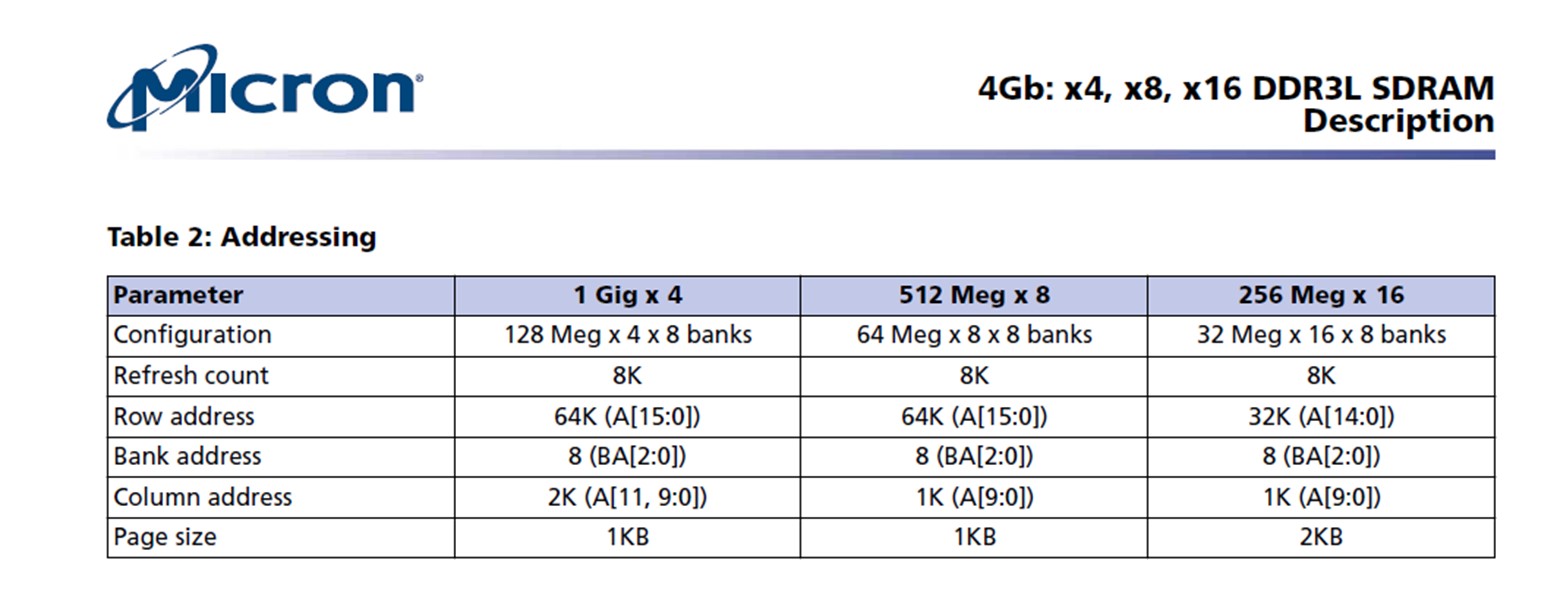 Micron®
4Gb: x4, x8, x16 DDR3L SDRAM
Description
Table 2: Addressing
Parameter 1 Gig x 4 512 Meg x 8 256 Meg x 16
Configuration 128 Meg x 4 x 8 banks 64 Meg x 8 x 8 banks 32 Meg x 16 x 8 banks
Refresh count 8K 8K 8K
Row address 64K (A[15:0]) 64K (A[15:0]) 32K (A[14:0])
Bank address 8 (BA[2:0]) 8 (BA[2:0]) 8 (BA[2:0])
Column address 2K (A[11, 9:0]) 1K (A[9:0]) 1K (A[9:0])
Page size 1KB 1KB 2KB